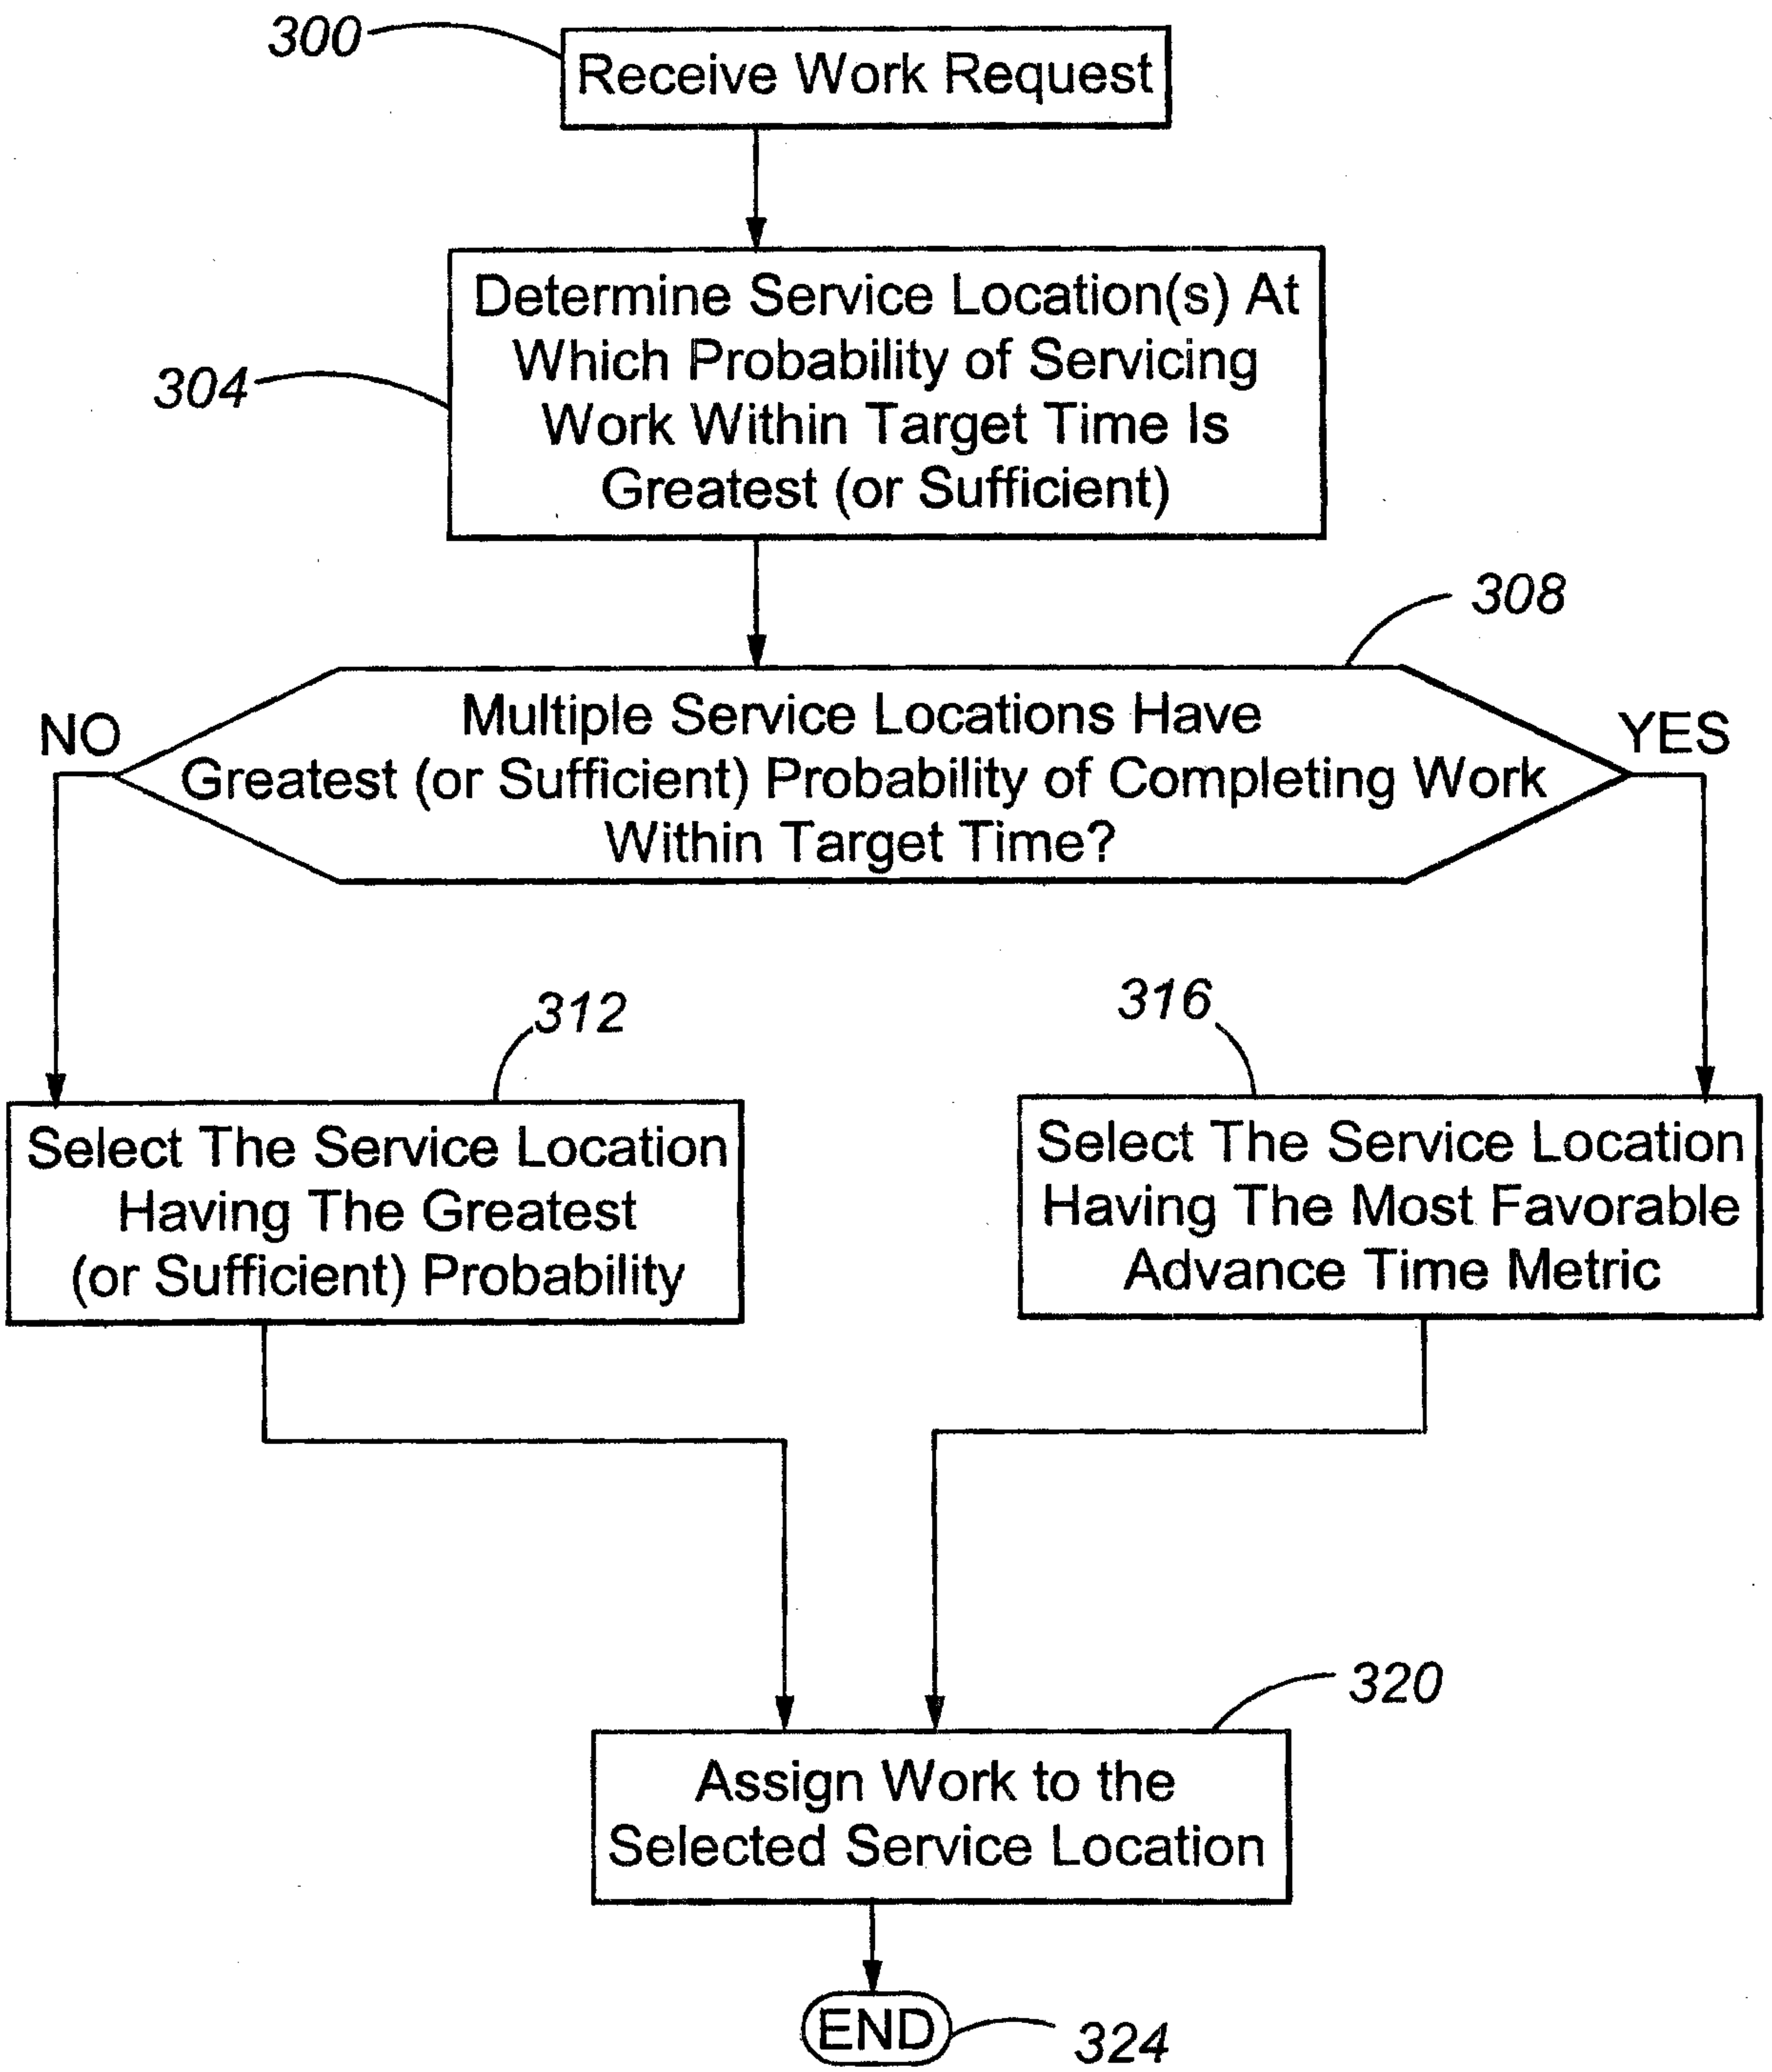 300
Receive Work Request
304
Determine Service Location(s) At
Which Probability of Servicing
Work Within Target Time Is
Greatest (or Sufficient)
308
NO
YES
Multiple Service Locations Have
Greatest (or Sufficient) Probability of Completing Work
Within Target Time?
312
316
Select The Service Location
Having The Greatest
(or Sufficient) Probability
Select The Service Location
Having The Most Favorable
Advance Time Metric
320
Assign Work to the
Selected Service Location
END
324